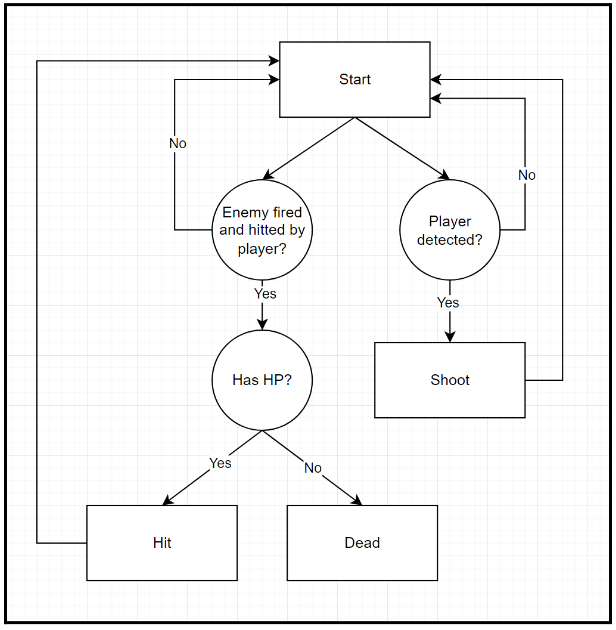 Start
No
Enemy fired
and hitted by
player?
Player
detected?
No
Yes
Yes
Has HP?
Shoot
Yes
No
Hit
Dead